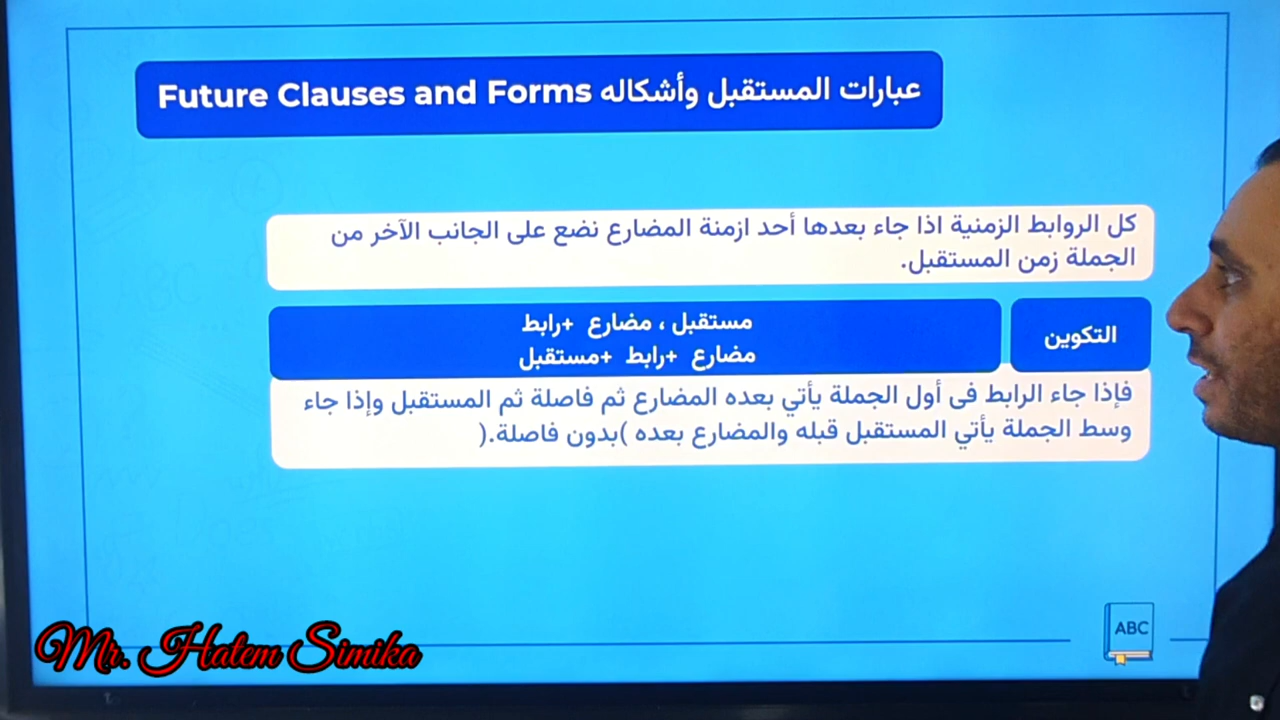 عبارات المستقبل وأشكاله Future Clauses and Forms
كل الروابط الزمنية اذا جاء بعدها أحد ازمنة المضارع نضع على الجانب الآخر من
الجملة زمن المستقبل.
التكوين
مستقبل ، مضارع +رابط
مضارع +رابط +مستقبل
فإذا جاء الرابط فى أول الجملة يأتي بعده المضارع ثم فاصلة ثم المستقبل وإذا جاء
وسط الجملة يأتي المستقبل قبله والمضارع بعده )بدون فاصلة.(
ABC
Mr. Hatem Simika